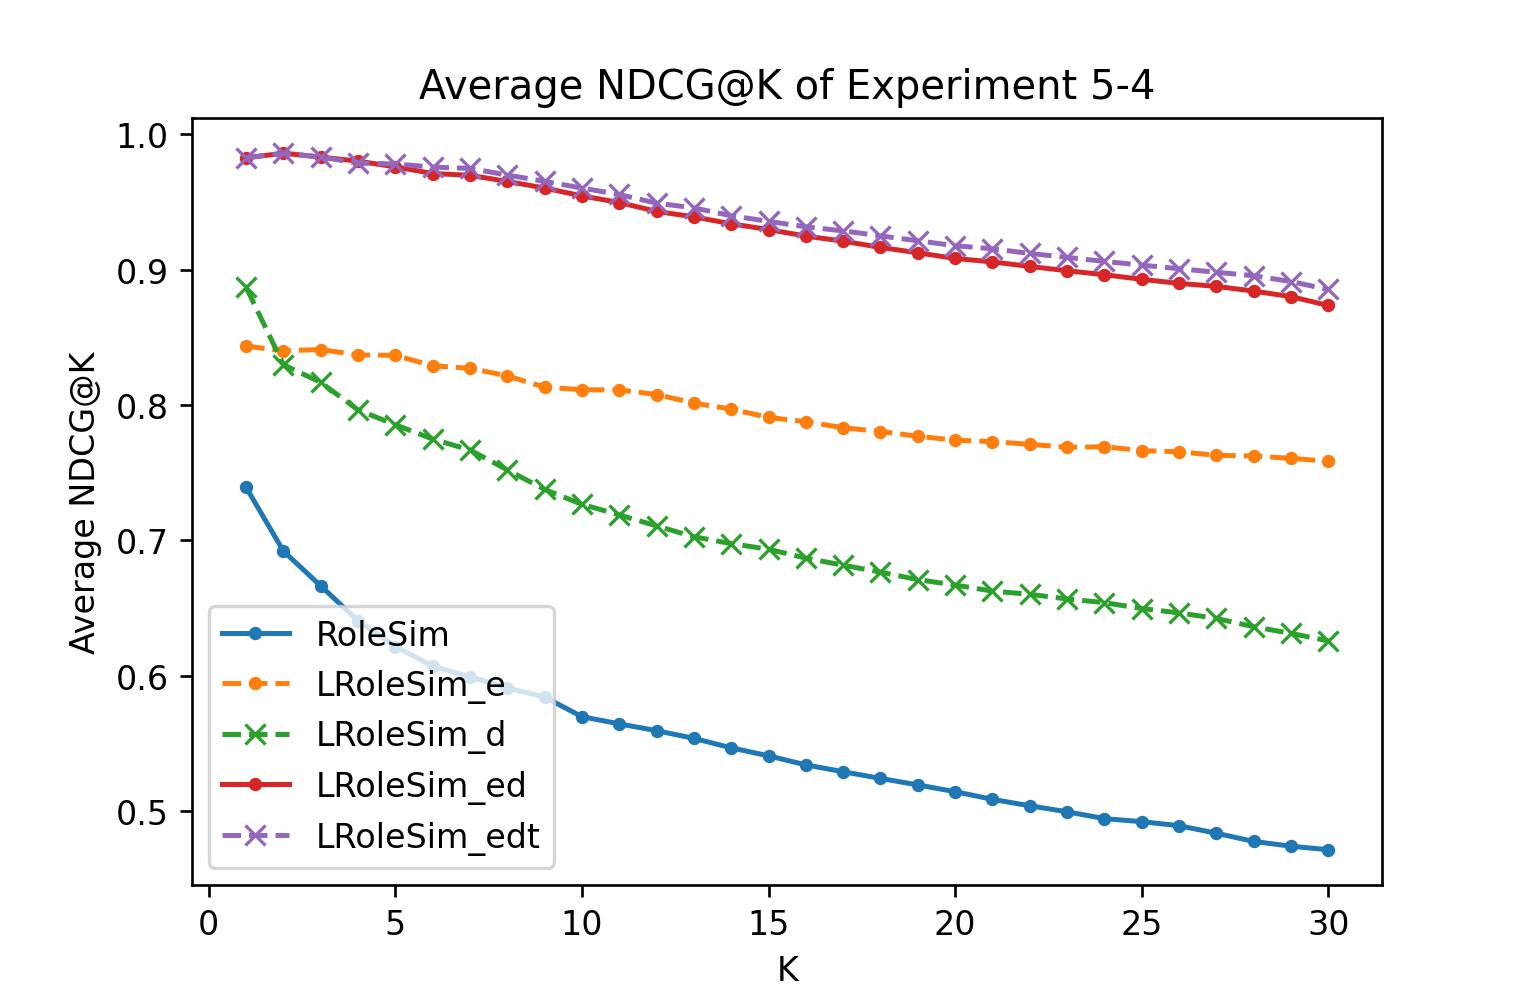 Average NDCG@K of Experiment 5-4
Average NDCG@K
1.0
0.9
0.8
0.7
0.6
0.5
RoleSim
LRoleSim_e
LRoleSim_d
LRoleSim_ed
LRoleSim_edt
0 5 10 15 20 25 30
K